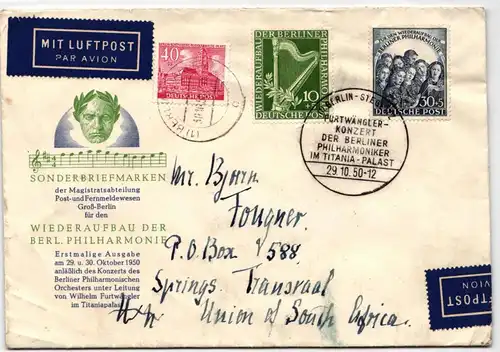 MIT LUFTPOST
PAR AVION
40
DEUTSCHE POST
WIEDERAUFBAU DER BERLINER PHILHARMONIE
10
DEUTSCHE POST
FÜR DEN WIEDERAUFBAU DER
BERLINER PHILHARMONIE
30+5
DEUTSCHE POST
BERLIN-STE
FURTWÄNGLER-
KONZERT
DER BERLINER
PHILHARMONIKER
IM TITANIA-PALAST
29.10.50-12
SONDERBRIEFMARKEN
der Magistratsabteilung
Post-und Fernmeldewesen
Groß-Berlin
für den
WIEDERAUFBAU DER
BERL. PHILHARMONIE
Erstmalige Ausgabe
am 29. u. 30. Oktober 1950
anläßlich des Konzerts des
Berliner Philharmonischen
Orchesters unter Leitung
von Wilhelm Furtwängler
im Titaniapalast
Mr. Bjorn
Fougner
P.O. Box 588
Springs. Transvaal
Union of South Africa.
FTPOST
AVION